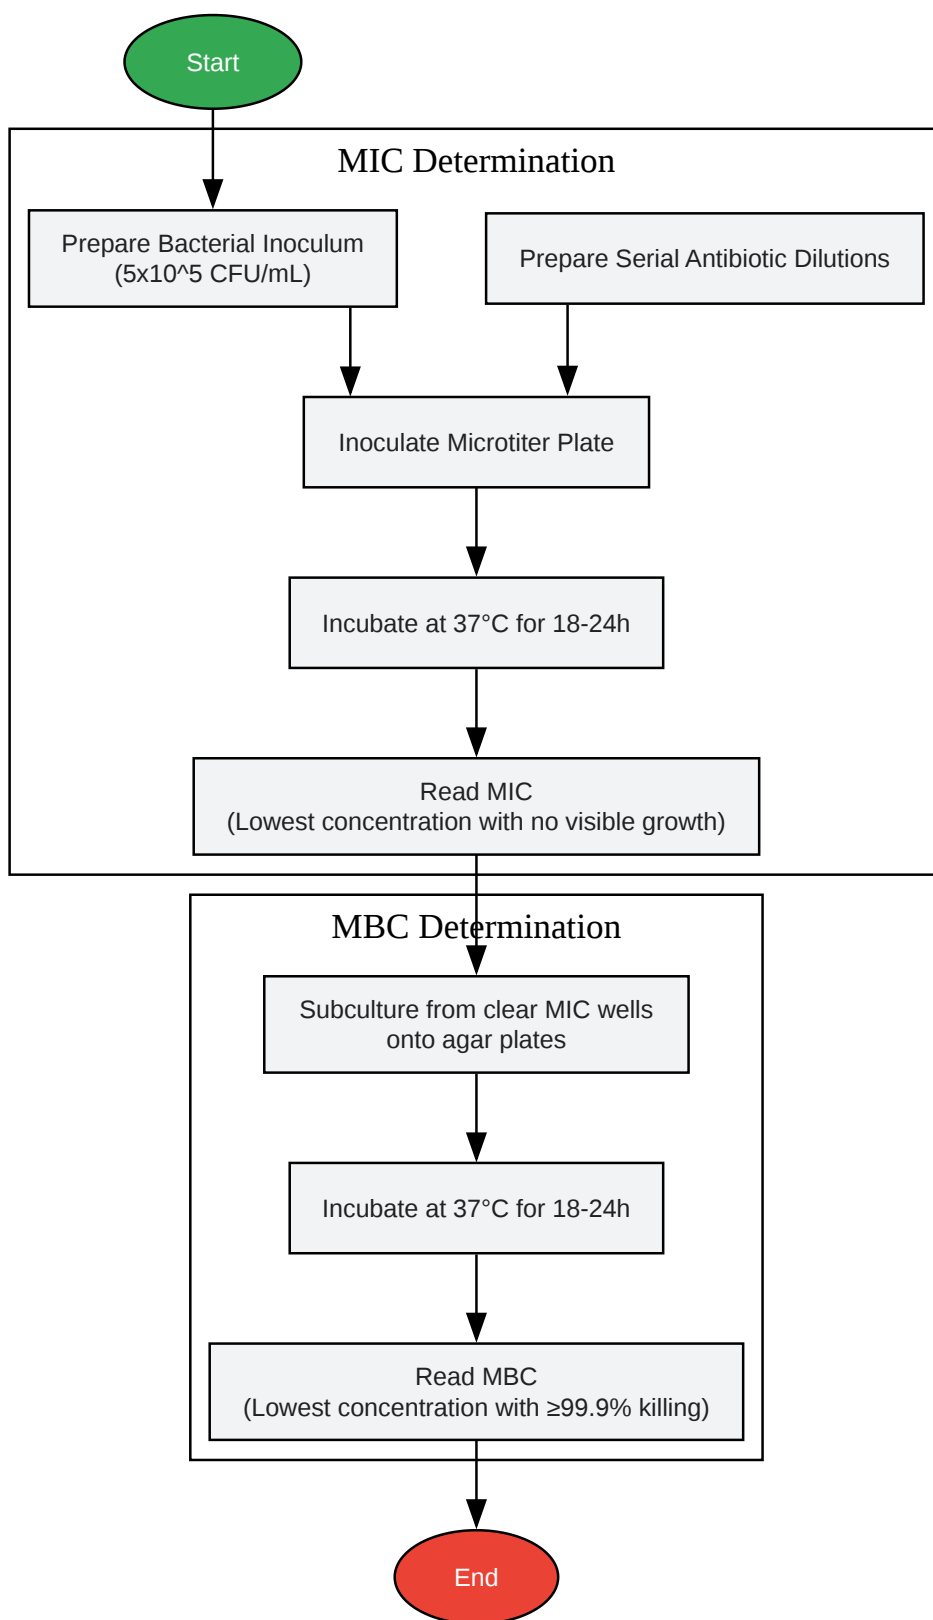 Start
MIC Determination
Prepare Bacterial Inoculum
(5x10^5 CFU/mL)
Prepare Serial Antibiotic Dilutions
Inoculate Microtiter Plate
Incubate at 37°C for 18-24h
Read MIC
(Lowest concentration with no visible growth)
MBC Determination
Subculture from clear MIC wells
onto agar plates
Incubate at 37°C for 18-24h
Read MBC
(Lowest concentration with ≥99.9% killing)
End